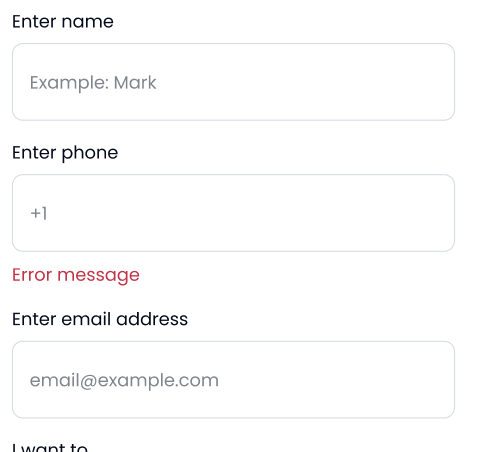 Enter name
Example: Mark
Enter phone
+1
Error message
Enter email address
email@example.com
I want to